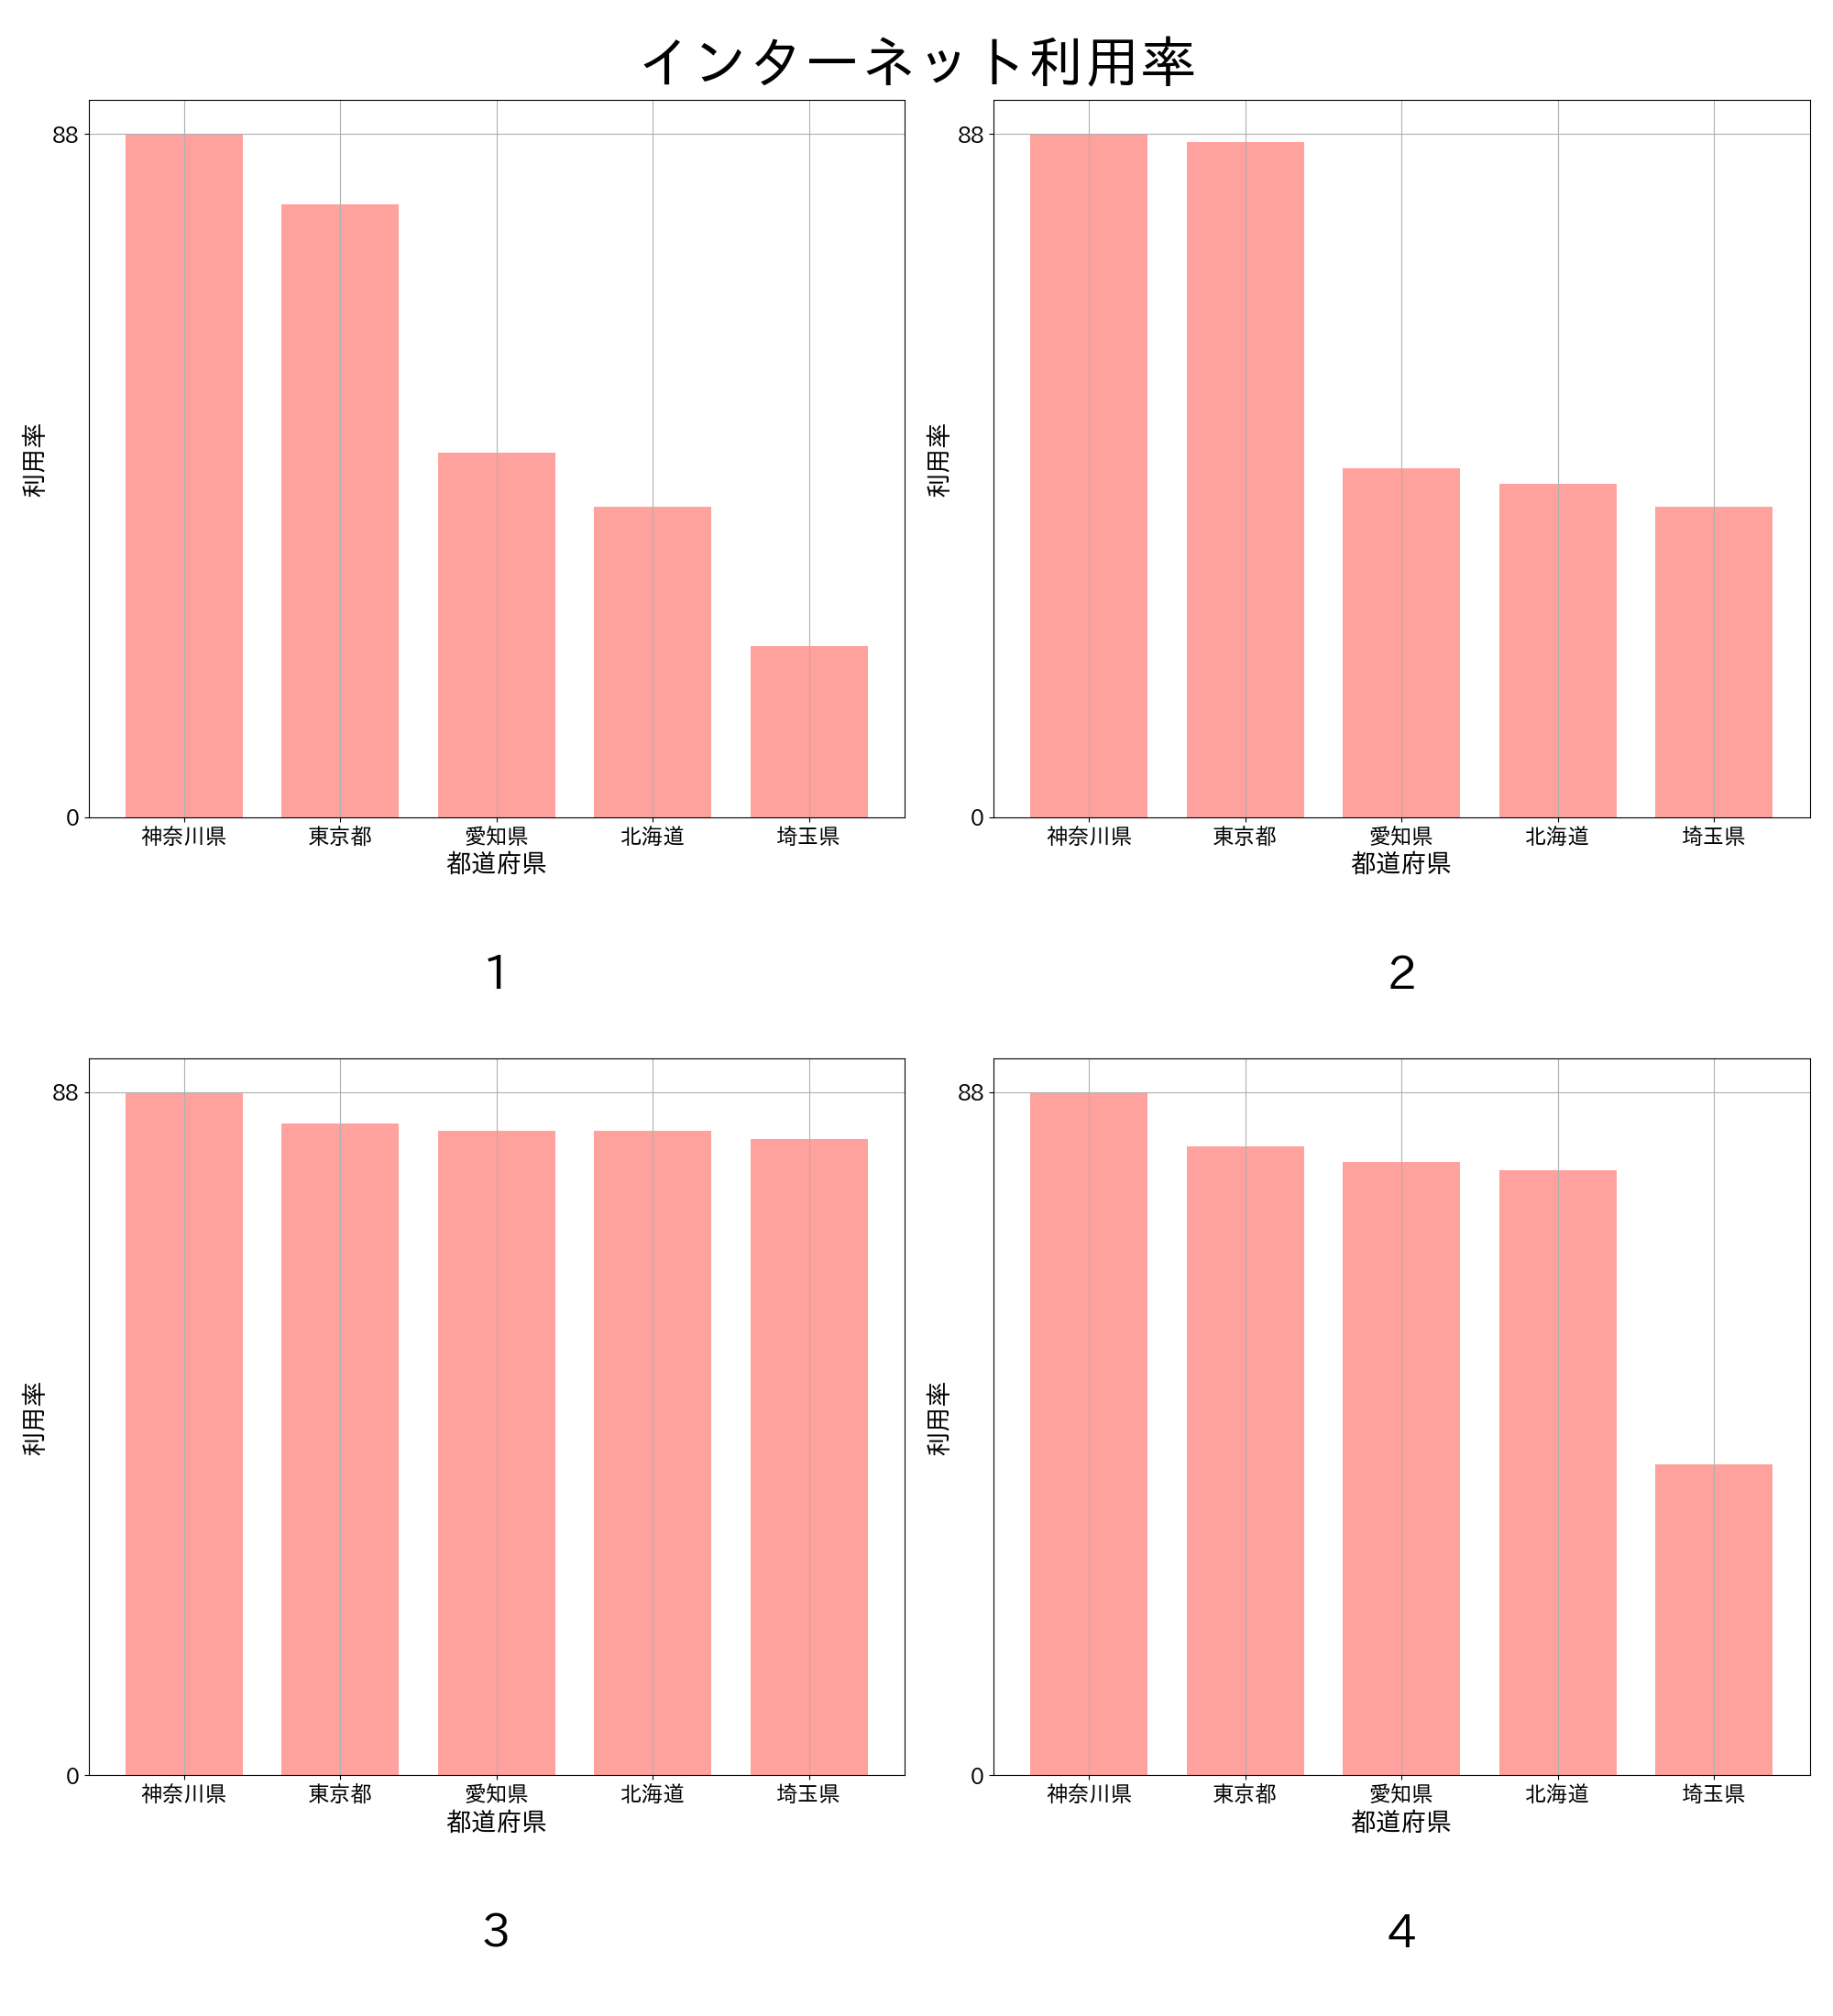 インターネット利用率
88
0
利用率
神奈川県 東京都 愛知県 北海道 埼玉県
都道府県
1
88
0
利用率
神奈川県 東京都 愛知県 北海道 埼玉県
都道府県
2
88
0
利用率
神奈川県 東京都 愛知県 北海道 埼玉県
都道府県
3
88
0
利用率
神奈川県 東京都 愛知県 北海道 埼玉県
都道府県
4